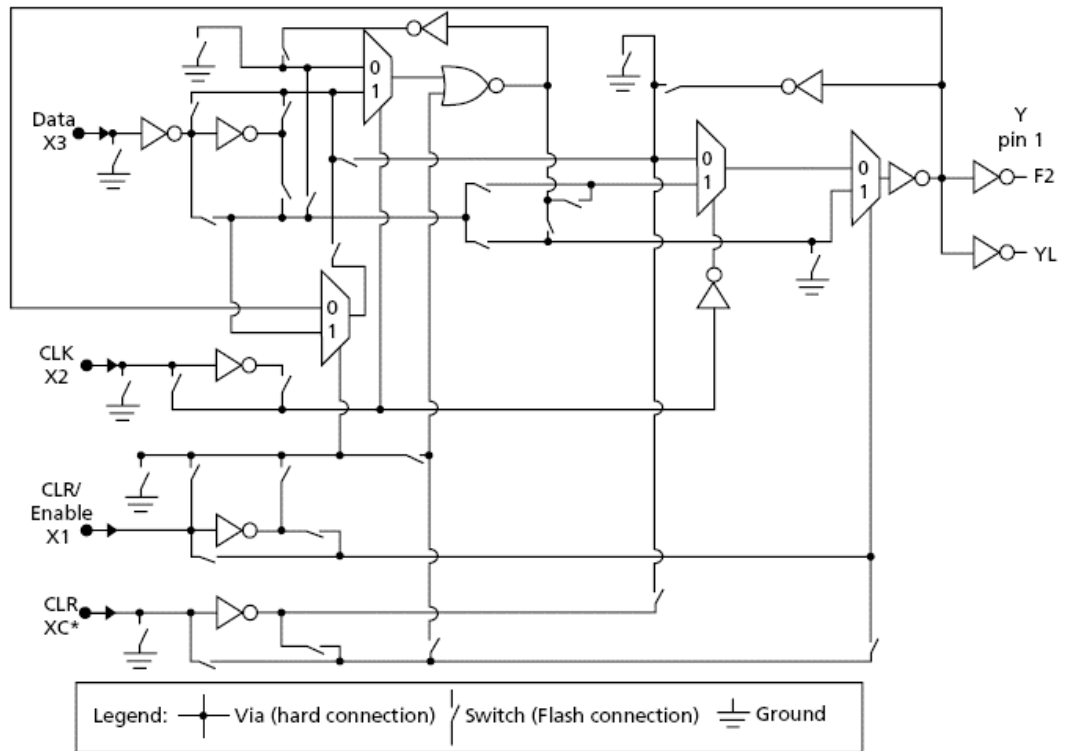 0
1
Data
X3
0
1
0
1
Y
pin 1
F2
YL
0
1
CLK
X2
CLR/
Enable
X1
CLR
XC*
Legend: Via (hard connection) Switch (Flash connection) Ground